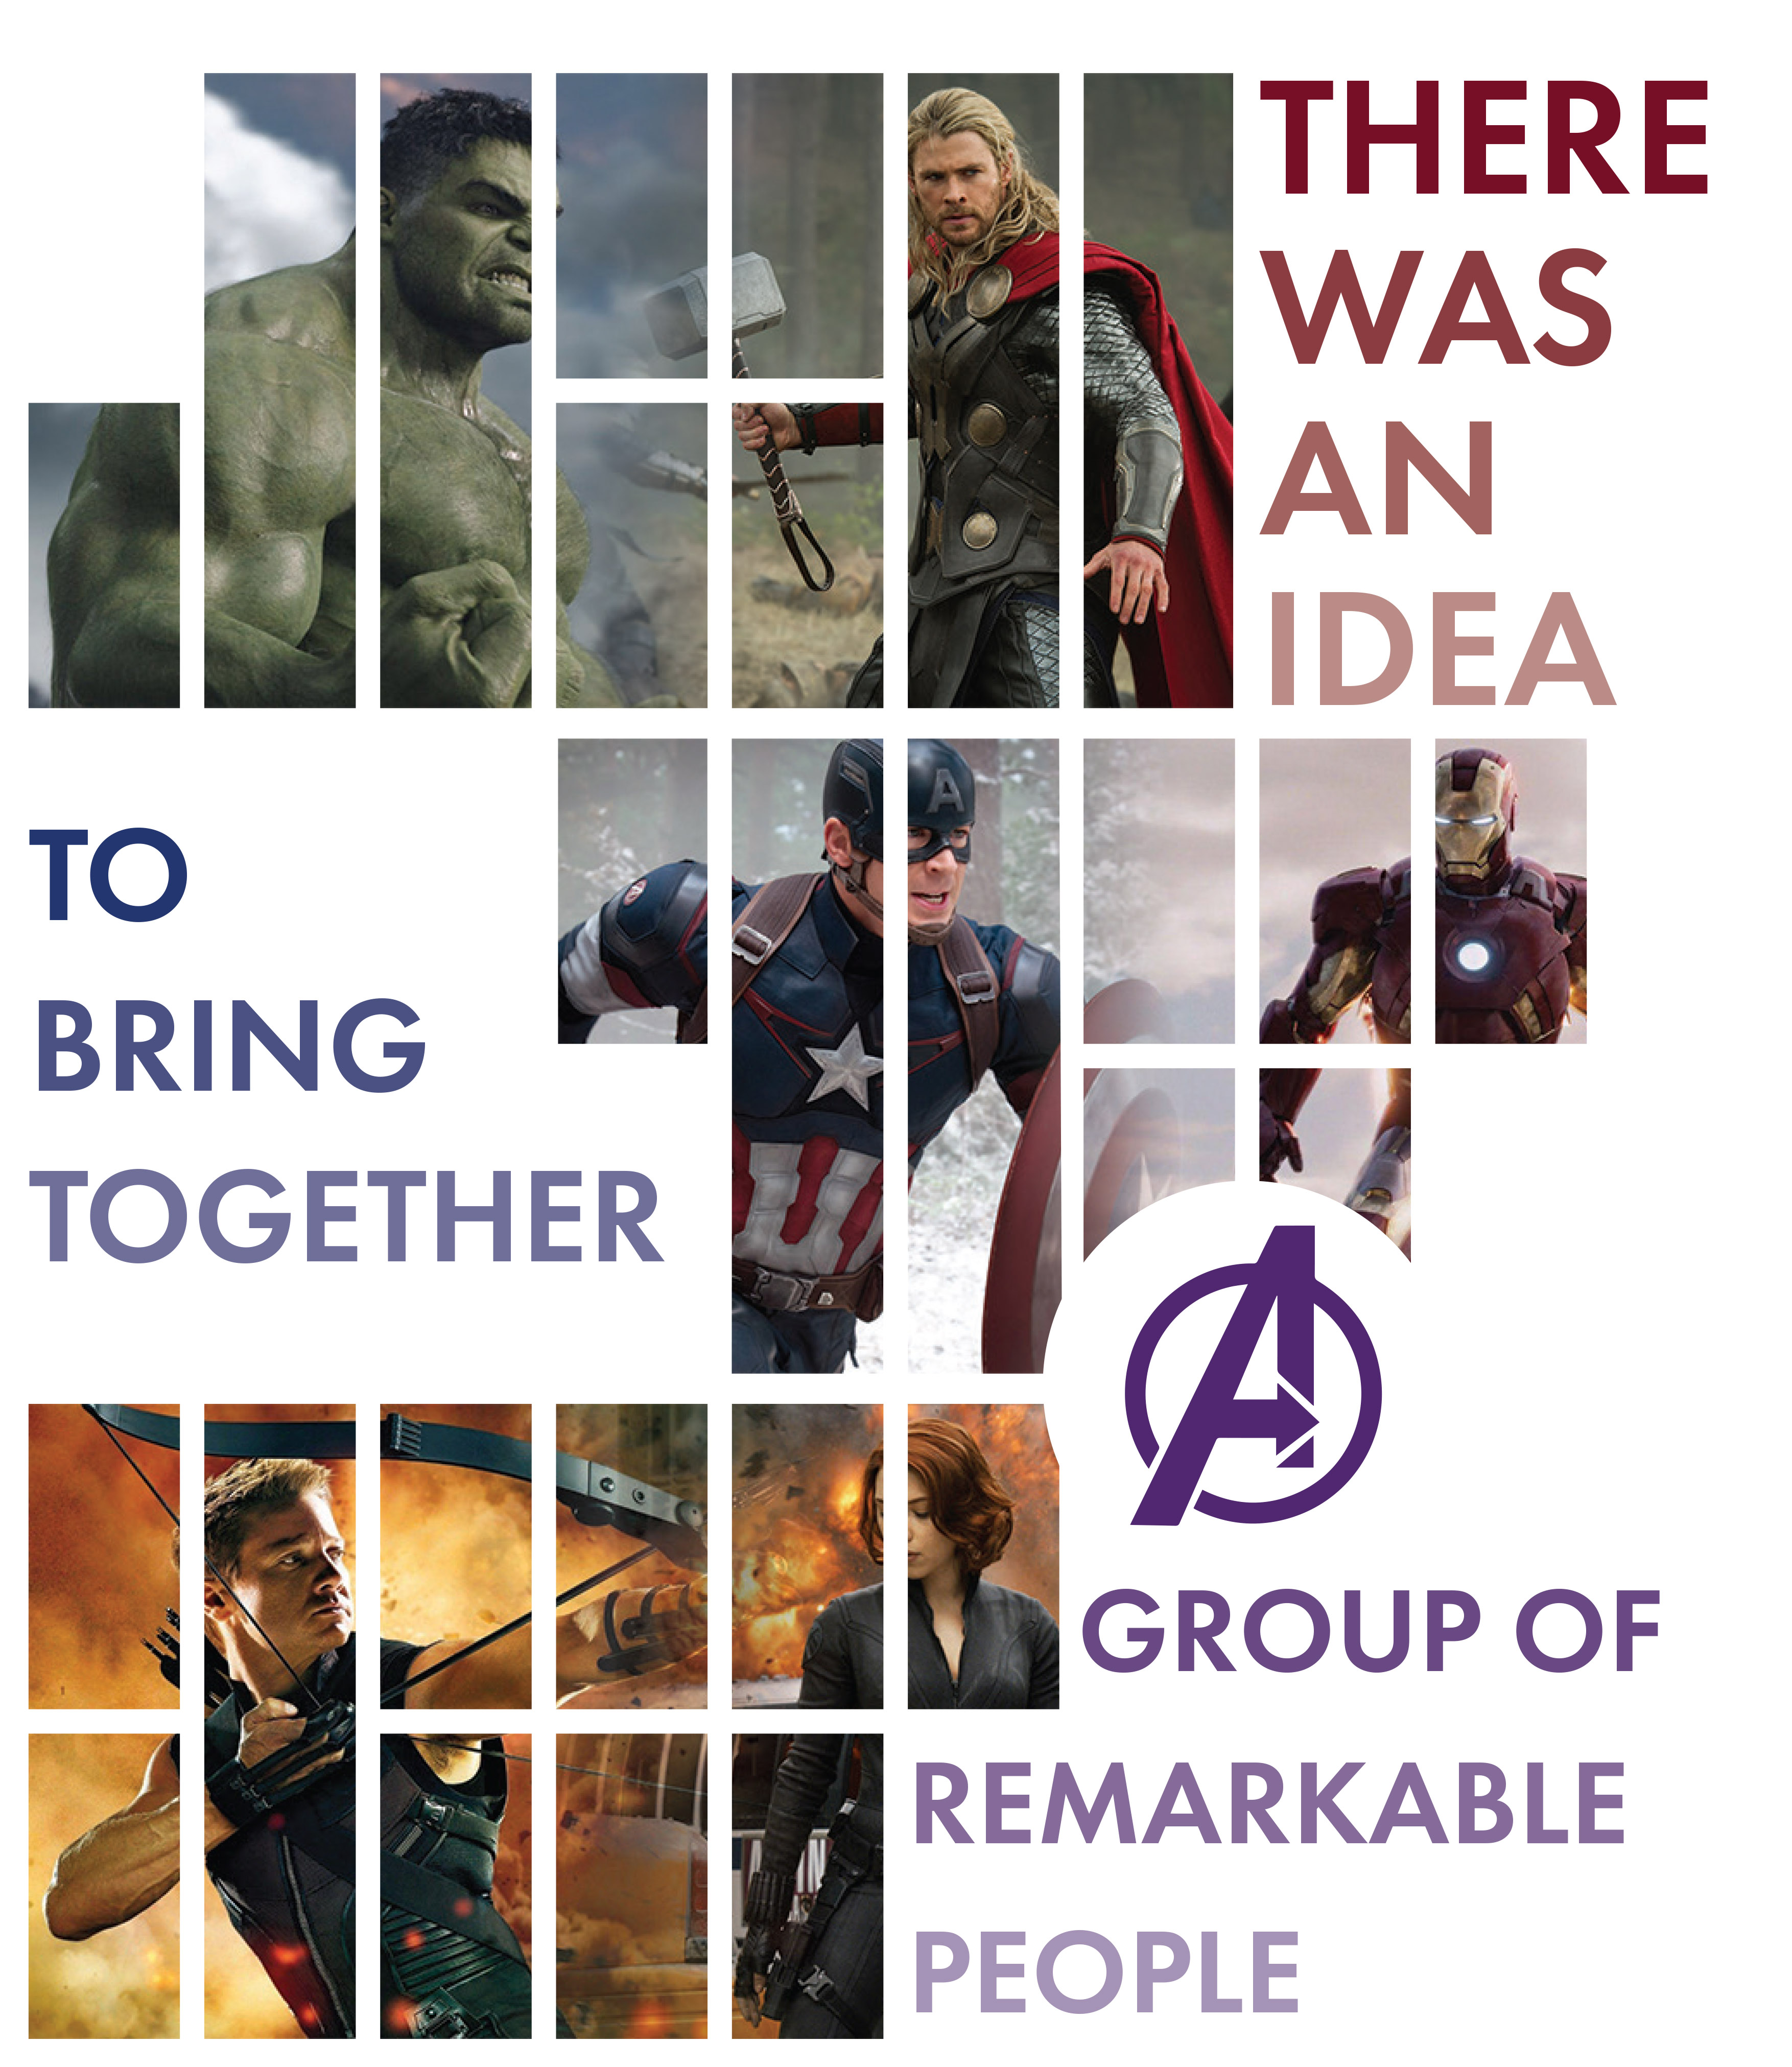 THERE
WAS
AN
IDEA
TO
BRING
TOGETHER
A
GROUP OF
REMARKABLE
PEOPLE